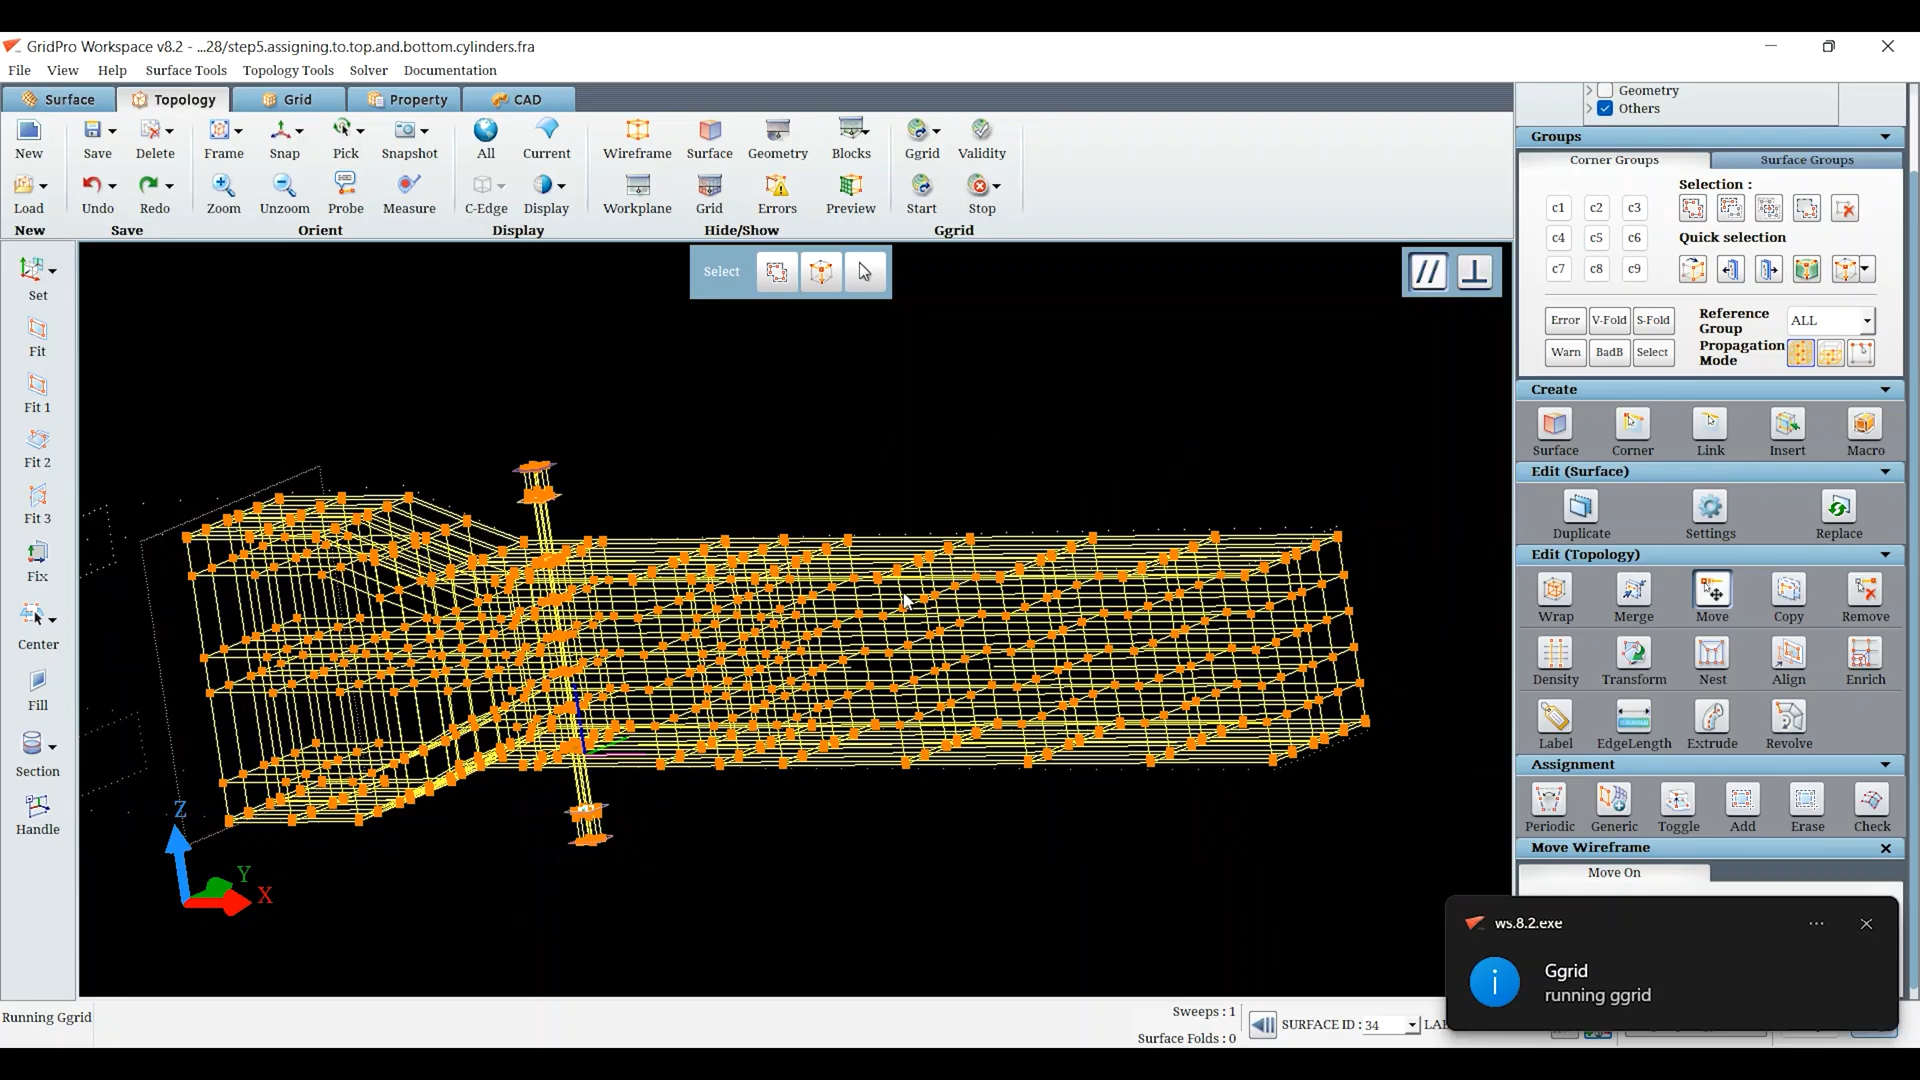 GridPro Workspace v8.2 - ...28/step5.assigning.to.top.and.bottom.cylinders.fra
File View Help Surface Tools Topology Tools Solver Documentation
Surface Topology Grid Property CAD
New Save Delete Frame Snap Pick Snapshot All Current Wireframe Surface Geometry Blocks Ggrid Validity
Load Undo Redo Zoom Unzoom Probe Measure C-Edge Display Workplane Grid Errors Preview Start Stop
New Save Orient Display Hide/Show Ggrid
Set
Fit
Fit 1
Fit 2
Fit 3
Fix
Center
Fill
Section
Handle
Select
Z
Y
X
Geometry
Others
Groups
Corner Groups Surface Groups
Selection :
c1 c2 c3
Quick selection
c4 c5 c6
c7 c8 c9
Error V-Fold S-Fold Reference Group ALL
Warn BadB Select Propagation Mode
Create
Surface Corner Link Insert Macro
Edit (Surface)
Duplicate Settings Replace
Edit (Topology)
Wrap Merge Move Copy Remove
Density Transform Nest Align Enrich
Label EdgeLength Extrude Revolve
Assignment
Periodic Generic Toggle Add Erase Check
Move Wireframe
Move On
ws.8.2.exe
Ggrid
running ggrid
Running Ggrid
Sweeps : 1
Surface Folds : 0
SURFACE ID : 34